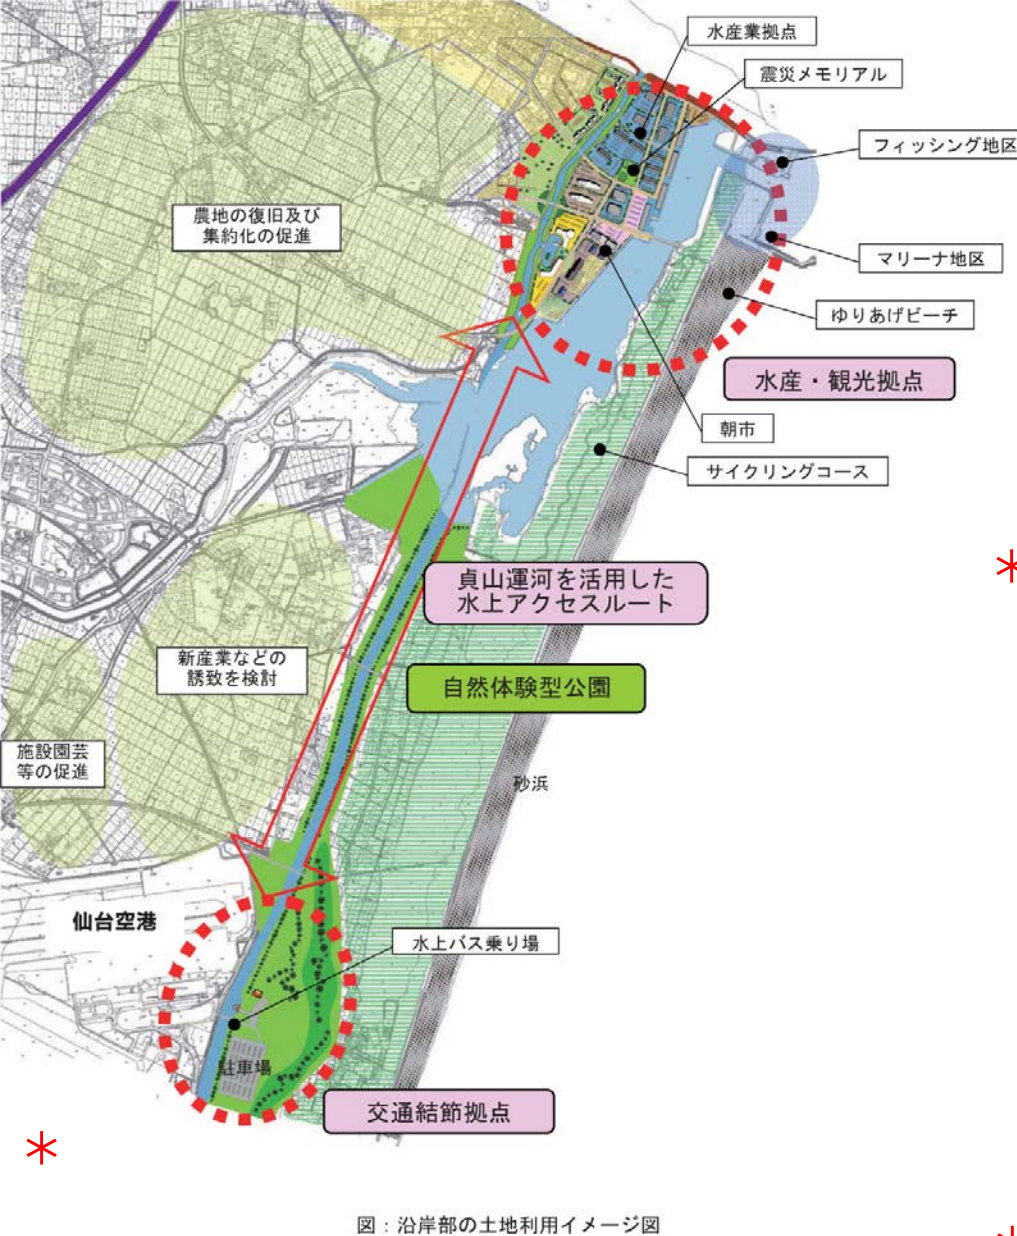 水産業拠点
震災メモリアル
フィッシング地区
農地の復旧及び
集約化の促進
マリーナ地区
ゆりあげビーチ
水産・観光拠点
朝市
サイクリングコース
貞山運河を活用した
水上アクセスルート
新産業などの
誘致を検討
自然体験型公園
施設園芸
等の促進
砂浜
仙台空港
水上バス乗り場
駐車場
交通結節拠点
図：沿岸部の土地利用イメージ図